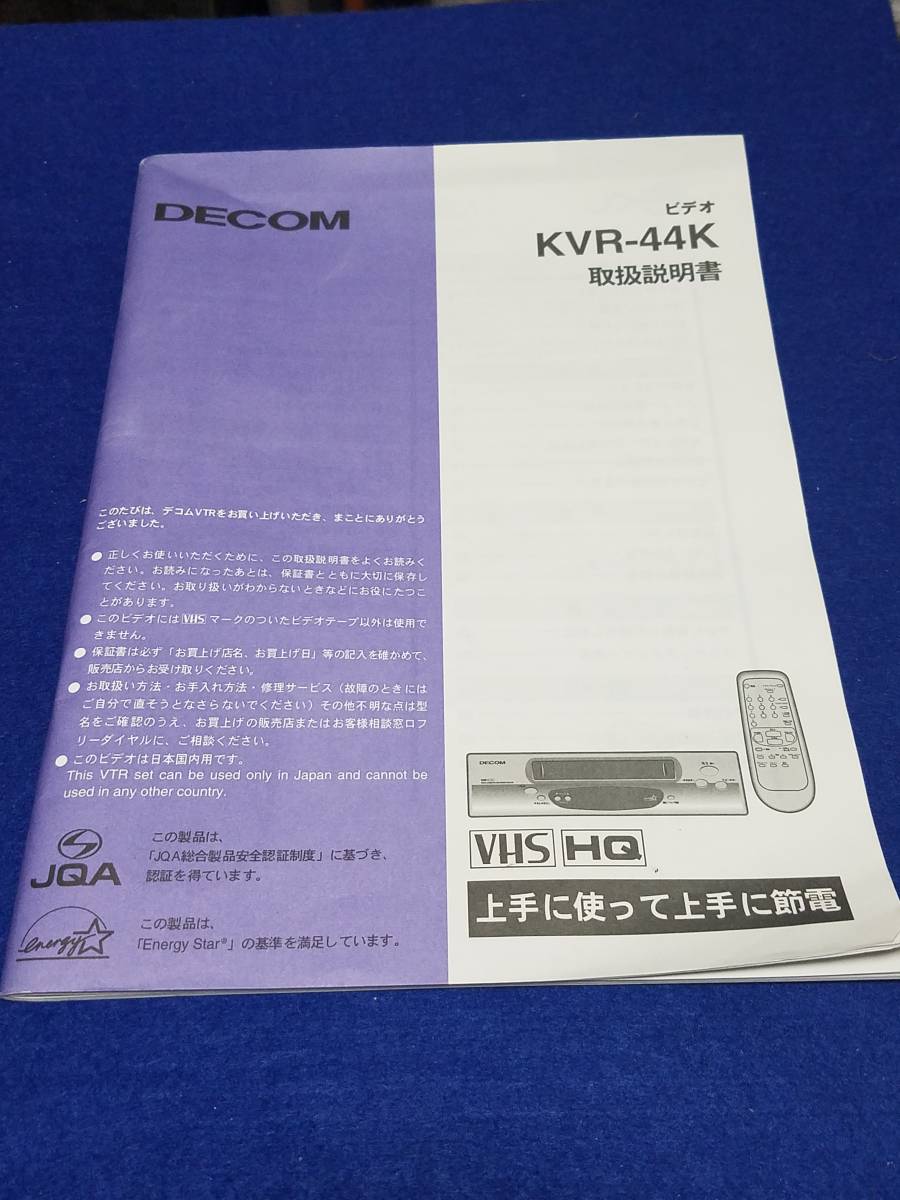 DECOM
ビデオ
KVR-44K
取扱説明書
このたびは、デコムVTRをお買い上げいただき、まことにありがとう
ございました。
● 正しくお使いいただくために、この取扱説明書をよくお読みく
ださい。お読みになったあとは、保証書とともに大切に保存し
てください。お取り扱いがわからないときなどにお役にたつこ
とがあります。
● このビデオには VHS マークのついたビデオテープ以外は使用で
きません。
● 保証書は必ず「お買上げ店名、お買上げ日」等の記入を確かめて、
販売店からお受け取りください。
● お取扱い方法・お手入れ方法・修理サービス（故障のときには
ご自分で直そうとなさらないでください）その他不明な点は型
名をご確認のうえ、お買上げの販売店またはお客様相談窓口フ
リーダイヤルに、ご相談ください。
● このビデオは日本国内用です。
This VTR set can be used only in Japan and cannot be
used in any other country.
JQA
この製品は、
「JQA総合製品安全認証制度」に基づき、
認証を得ています。
energy
この製品は、
「Energy Star®」の基準を満足しています。
DECOM
VHS HQ
上手に使って上手に節電